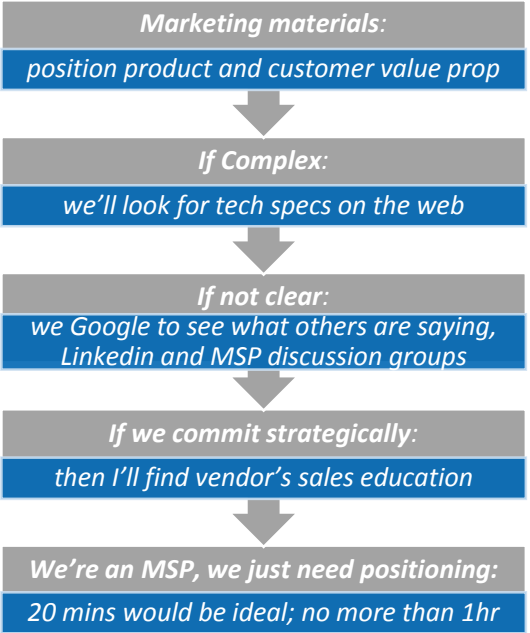 Marketing materials:
position product and customer value prop
If Complex:
we’ll look for tech specs on the web
If not clear:
we Google to see what others are saying,
Linkedin and MSP discussion groups
If we commit strategically:
then I’ll find vendor’s sales education
We’re an MSP, we just need positioning:
20 mins would be ideal; no more than 1hr